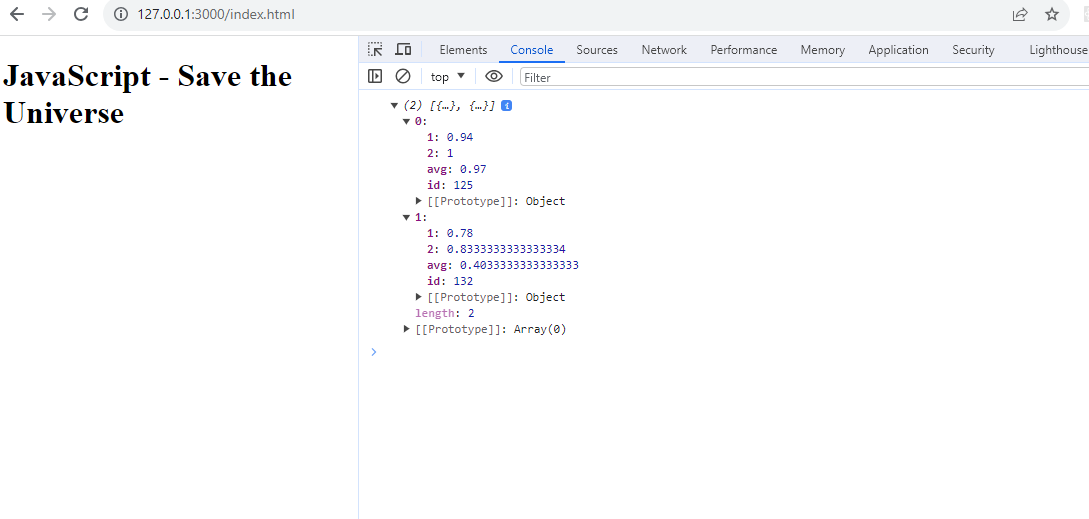 127.0.0.1:3000/index.html
JavaScript - Save the
Universe
Elements Console Sources Network Performance Memory Application Security Lighthouse
top Filter
(2) [{…}, {…}] i
0:
1: 0.94
2: 1
avg: 0.97
id: 125
[[Prototype]]: Object
1:
1: 0.78
2: 0.8333333333333334
avg: 0.4033333333333333
id: 132
[[Prototype]]: Object
length: 2
[[Prototype]]: Array(0)